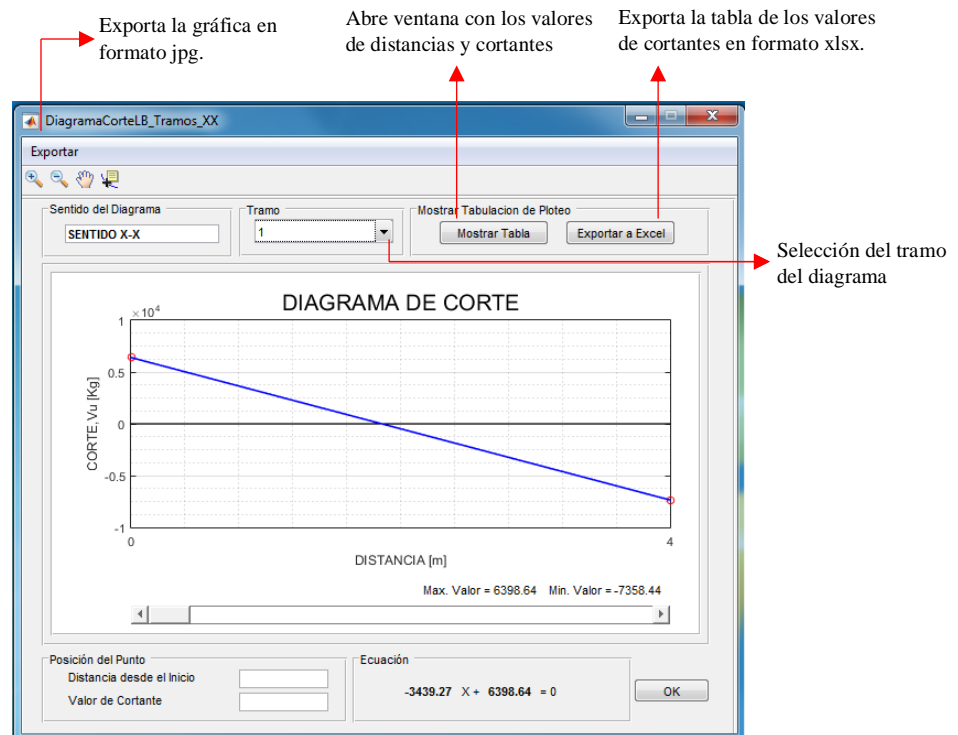 Exporta la gráfica en
formato jpg.
Abre ventana con los valores
de distancias y cortantes
Exporta la tabla de los valores
de cortantes en formato xlsx.
DiagramaCorteLB_Tramos_XX
Exportar
Sentido del Diagrama
SENTIDO X-X
Tramo
1
Mostrar Tabulacion de Ploteo
Mostrar Tabla
Exportar a Excel
Selección del tramo
del diagrama
DIAGRAMA DE CORTE
×10⁴
1
0.5
0
-0.5
-1
CORTE,Vu [Kg]
0
4
DISTANCIA [m]
Max. Valor = 6398.64 Min. Valor = -7358.44
Posición del Punto
Distancia desde el Inicio
Valor de Cortante
Ecuación
-3439.27 X + 6398.64 = 0
OK